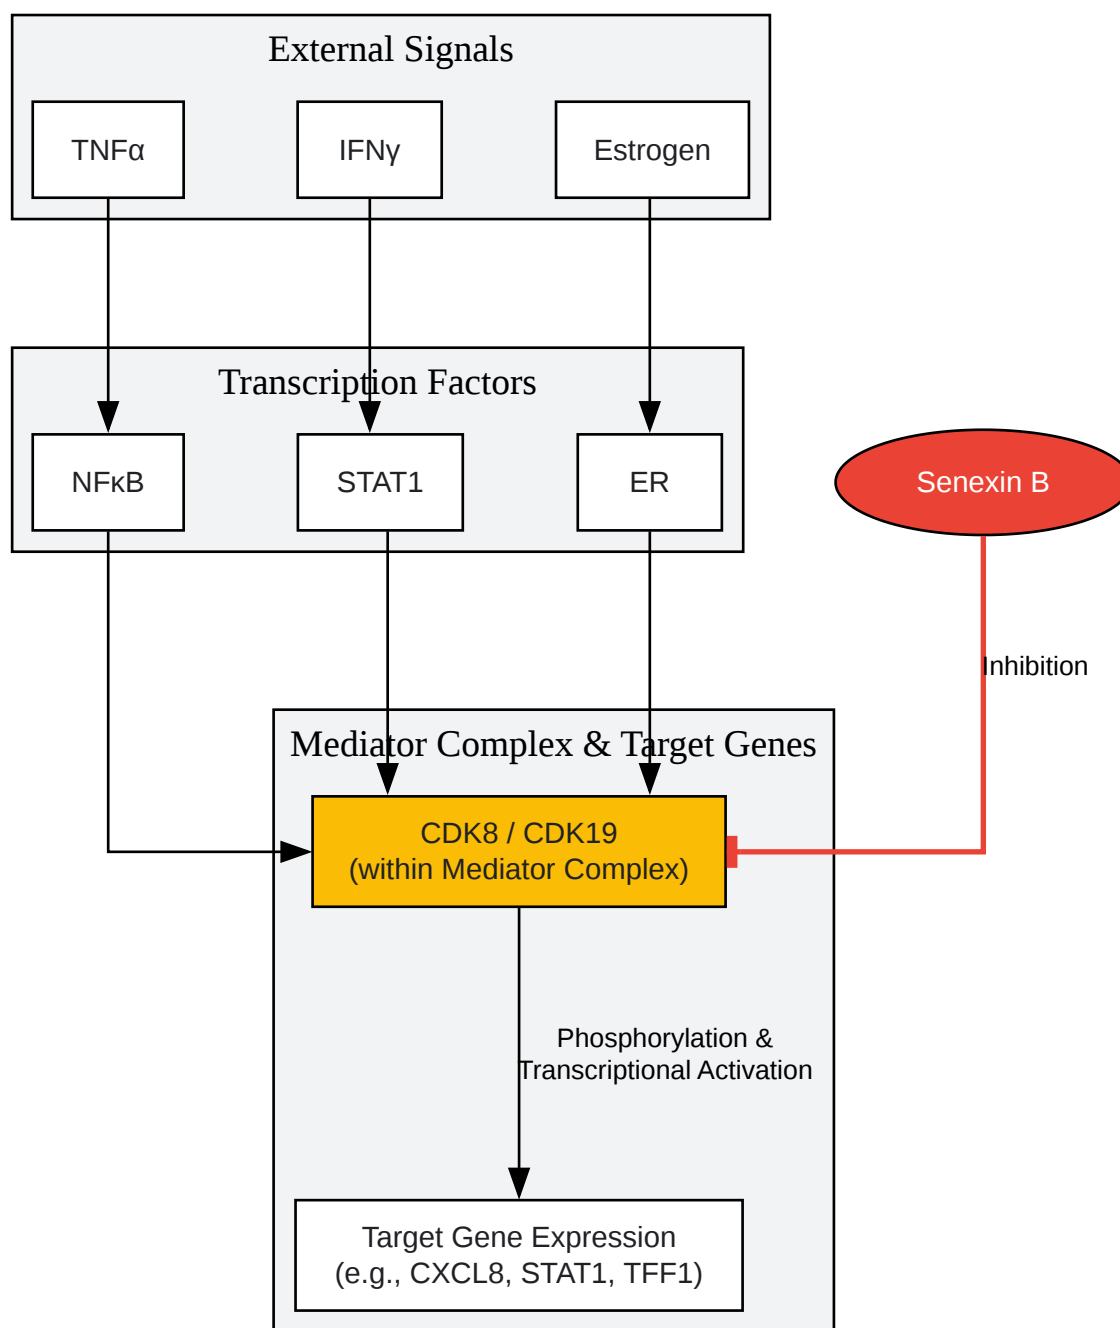 External Signals
TNFα
IFNγ
Estrogen
Transcription Factors
NFκB
STAT1
ER
Senexin B
Inhibition
Mediator Complex & Target Genes
CDK8 / CDK19
(within Mediator Complex)
Phosphorylation &
Transcriptional Activation
Target Gene Expression
(e.g., CXCL8, STAT1, TFF1)